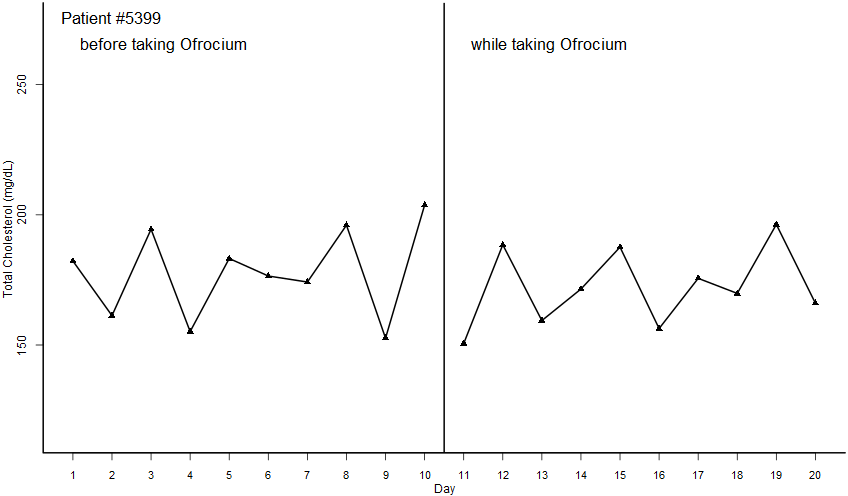 Patient #5399
before taking Ofrocium
while taking Ofrocium
Total Cholesterol (mg/dL)
250
200
150
1 2 3 4 5 6 7 8 9 10 11 12 13 14 15 16 17 18 19 20
Day